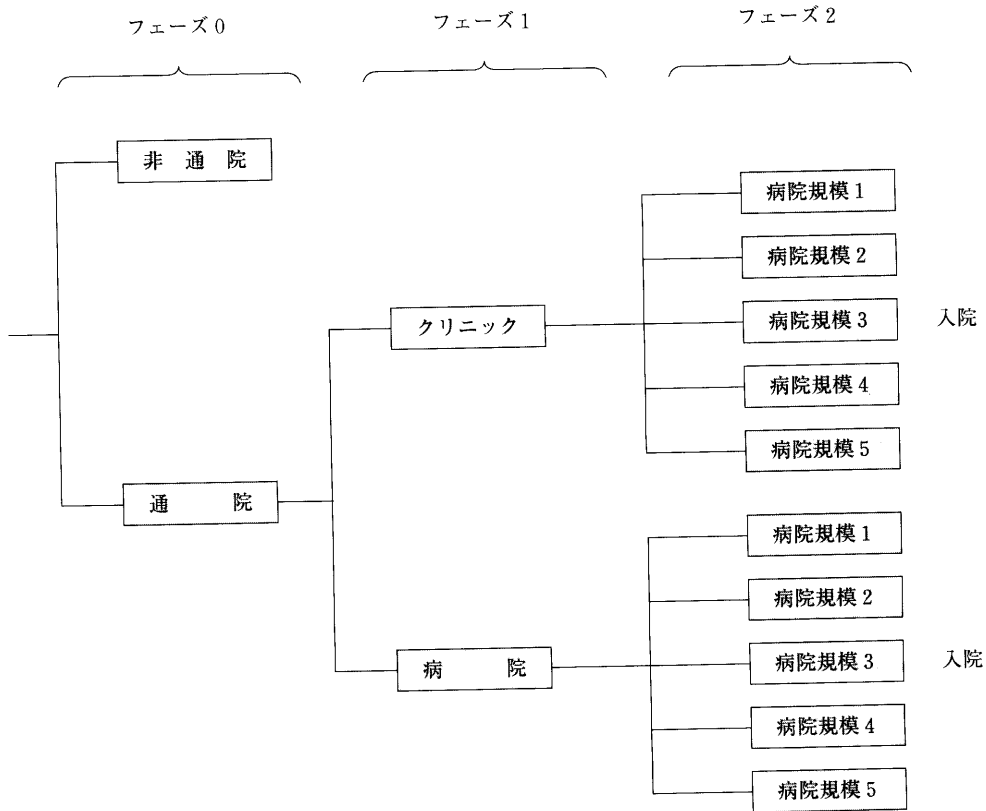 フェーズ0
フェーズ1
フェーズ2
非通院
病院規模1
病院規模2
クリニック
病院規模3
入院
病院規模4
病院規模5
通院
病院規模1
病院規模2
病院
病院規模3
入院
病院規模4
病院規模5